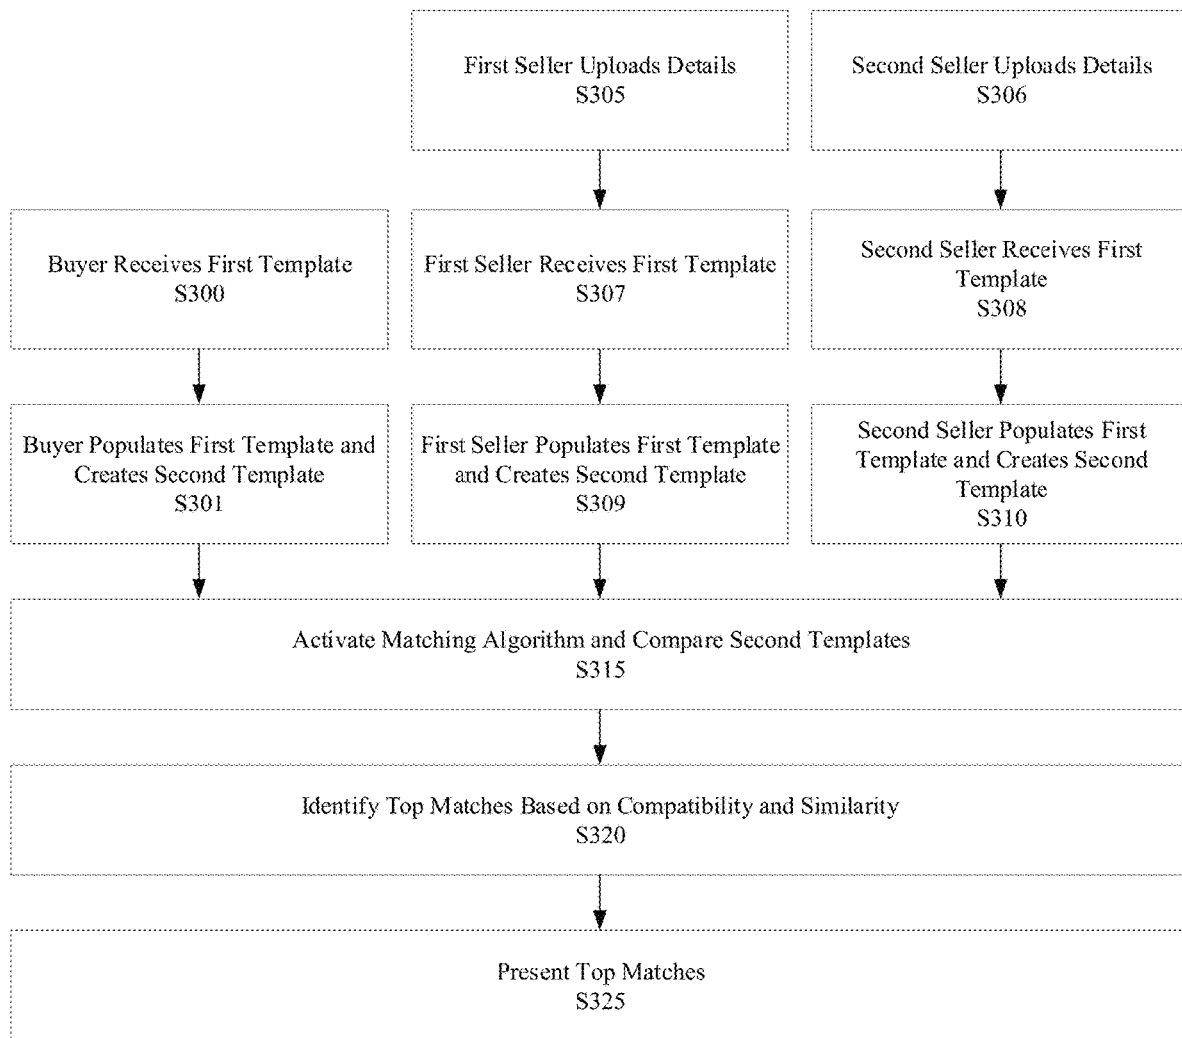 First Seller Uploads Details
S305
Second Seller Uploads Details
S306
Buyer Receives First Template
S300
First Seller Receives First Template
S307
Second Seller Receives First
Template
S308
Buyer Populates First Template and
Creates Second Template
S301
First Seller Populates First Template
and Creates Second Template
S309
Second Seller Populates First
Template and Creates Second
Template
S310
Activate Matching Algorithm and Compare Second Templates
S315
Identify Top Matches Based on Compatibility and Similarity
S320
Present Top Matches
S325